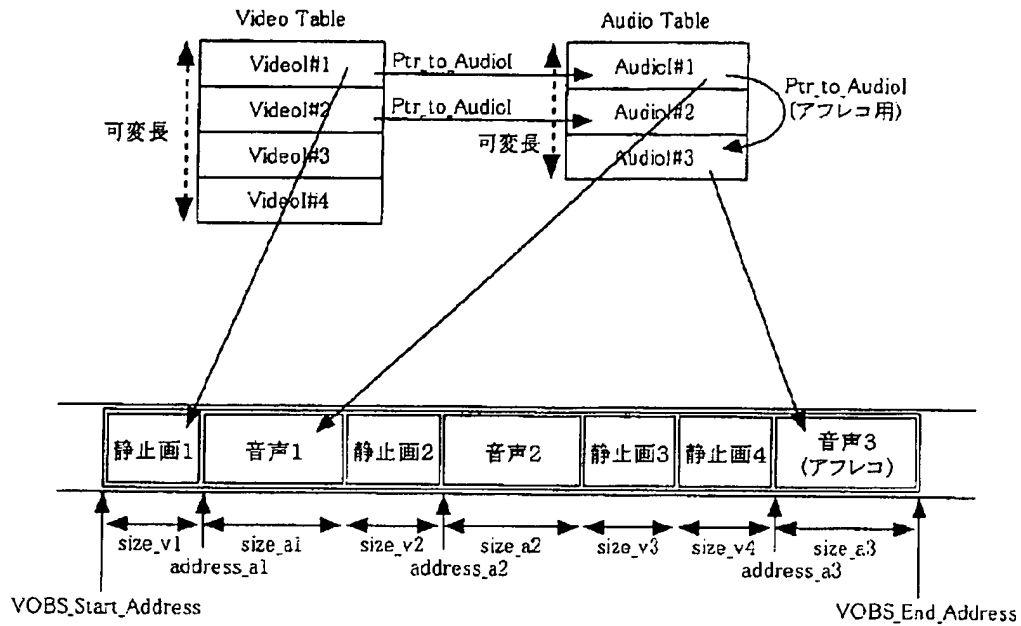 Video Table
Audio Table
VideoI#1
VideoI#2
VideoI#3
VideoI#4
可変長
Ptr_to_AudioI
Ptr_to_AudioI
AudioI#1
AudioI#2
AudioI#3
可変長
Ptr_to_AudioI
(アフレコ用)
静止画1
音声1
静止画2
音声2
静止画3
静止画4
音声3
(アフレコ)
size_v1
size_a1
size_v2
size_a2
size_v3
size_v4
size_a3
address_a1
address_a2
address_a3
VOBS_Start_Address
VOBS_End_Address